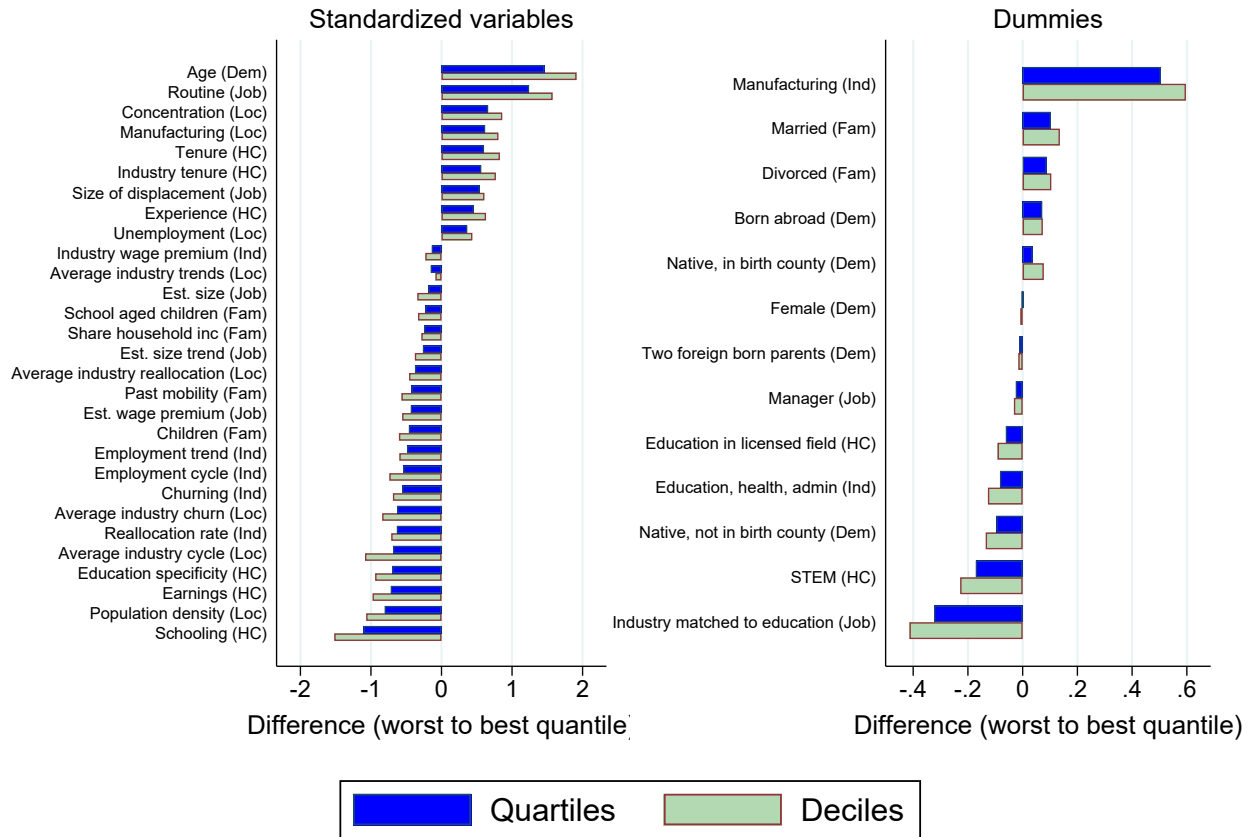 Standardized variables
Age (Dem)
Routine (Job)
Concentration (Loc)
Manufacturing (Loc)
Tenure (HC)
Industry tenure (HC)
Size of displacement (Job)
Experience (HC)
Unemployment (Loc)
Industry wage premium (Ind)
Average industry trends (Loc)
Est. size (Job)
School aged children (Fam)
Share household inc (Fam)
Est. size trend (Job)
Average industry reallocation (Loc)
Past mobility (Fam)
Est. wage premium (Job)
Children (Fam)
Employment trend (Ind)
Employment cycle (Ind)
Churning (Ind)
Average industry churn (Loc)
Reallocation rate (Ind)
Average industry cycle (Loc)
Education specificity (HC)
Earnings (HC)
Population density (Loc)
Schooling (HC)
-2 -1 0 1 2
Difference (worst to best quantile)
Dummies
Manufacturing (Ind)
Married (Fam)
Divorced (Fam)
Born abroad (Dem)
Native, in birth county (Dem)
Female (Dem)
Two foreign born parents (Dem)
Manager (Job)
Education in licensed field (HC)
Education, health, admin (Ind)
Native, not in birth county (Dem)
STEM (HC)
Industry matched to education (Job)
-.4 -.2 0 .2 .4 .6
Difference (worst to best quantile)
Quartiles Deciles